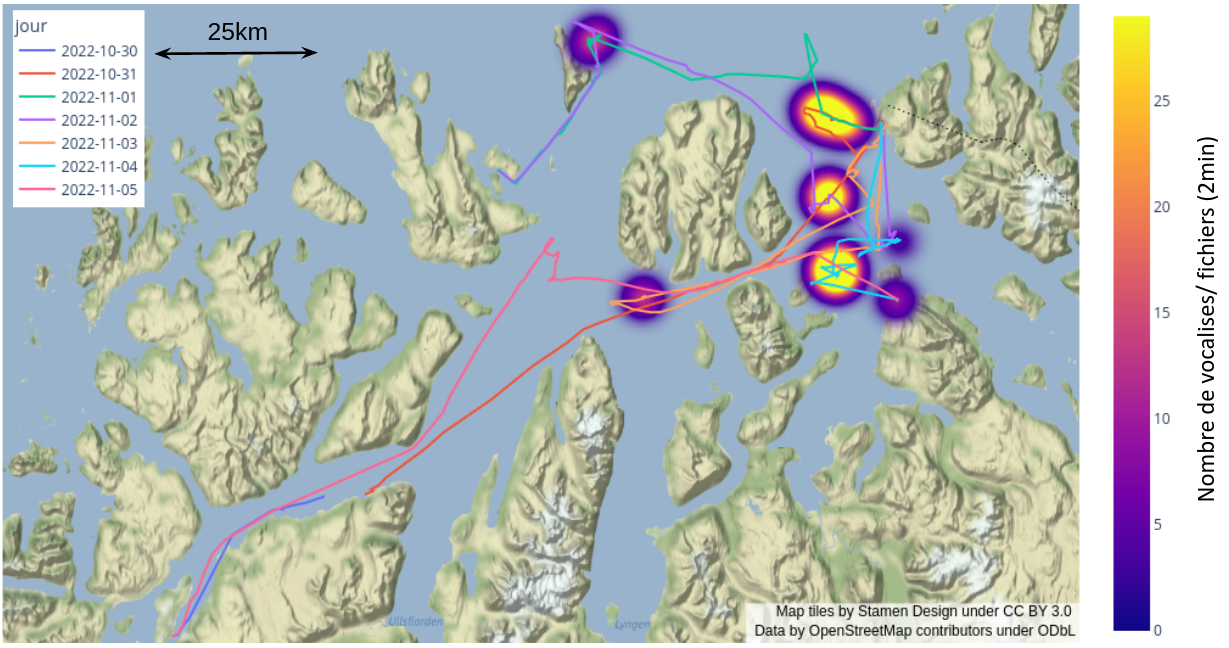 jour
2022-10-30
2022-10-31
2022-11-01
2022-11-02
2022-11-03
2022-11-04
2022-11-05
25km
Ullsfjorden
Lyngen
Map tiles by Stamen Design under CC BY 3.0
Data by OpenStreetMap contributors under ODbL
25
20
15
10
5
0
Nombre de vocalises/ fichiers (2min)